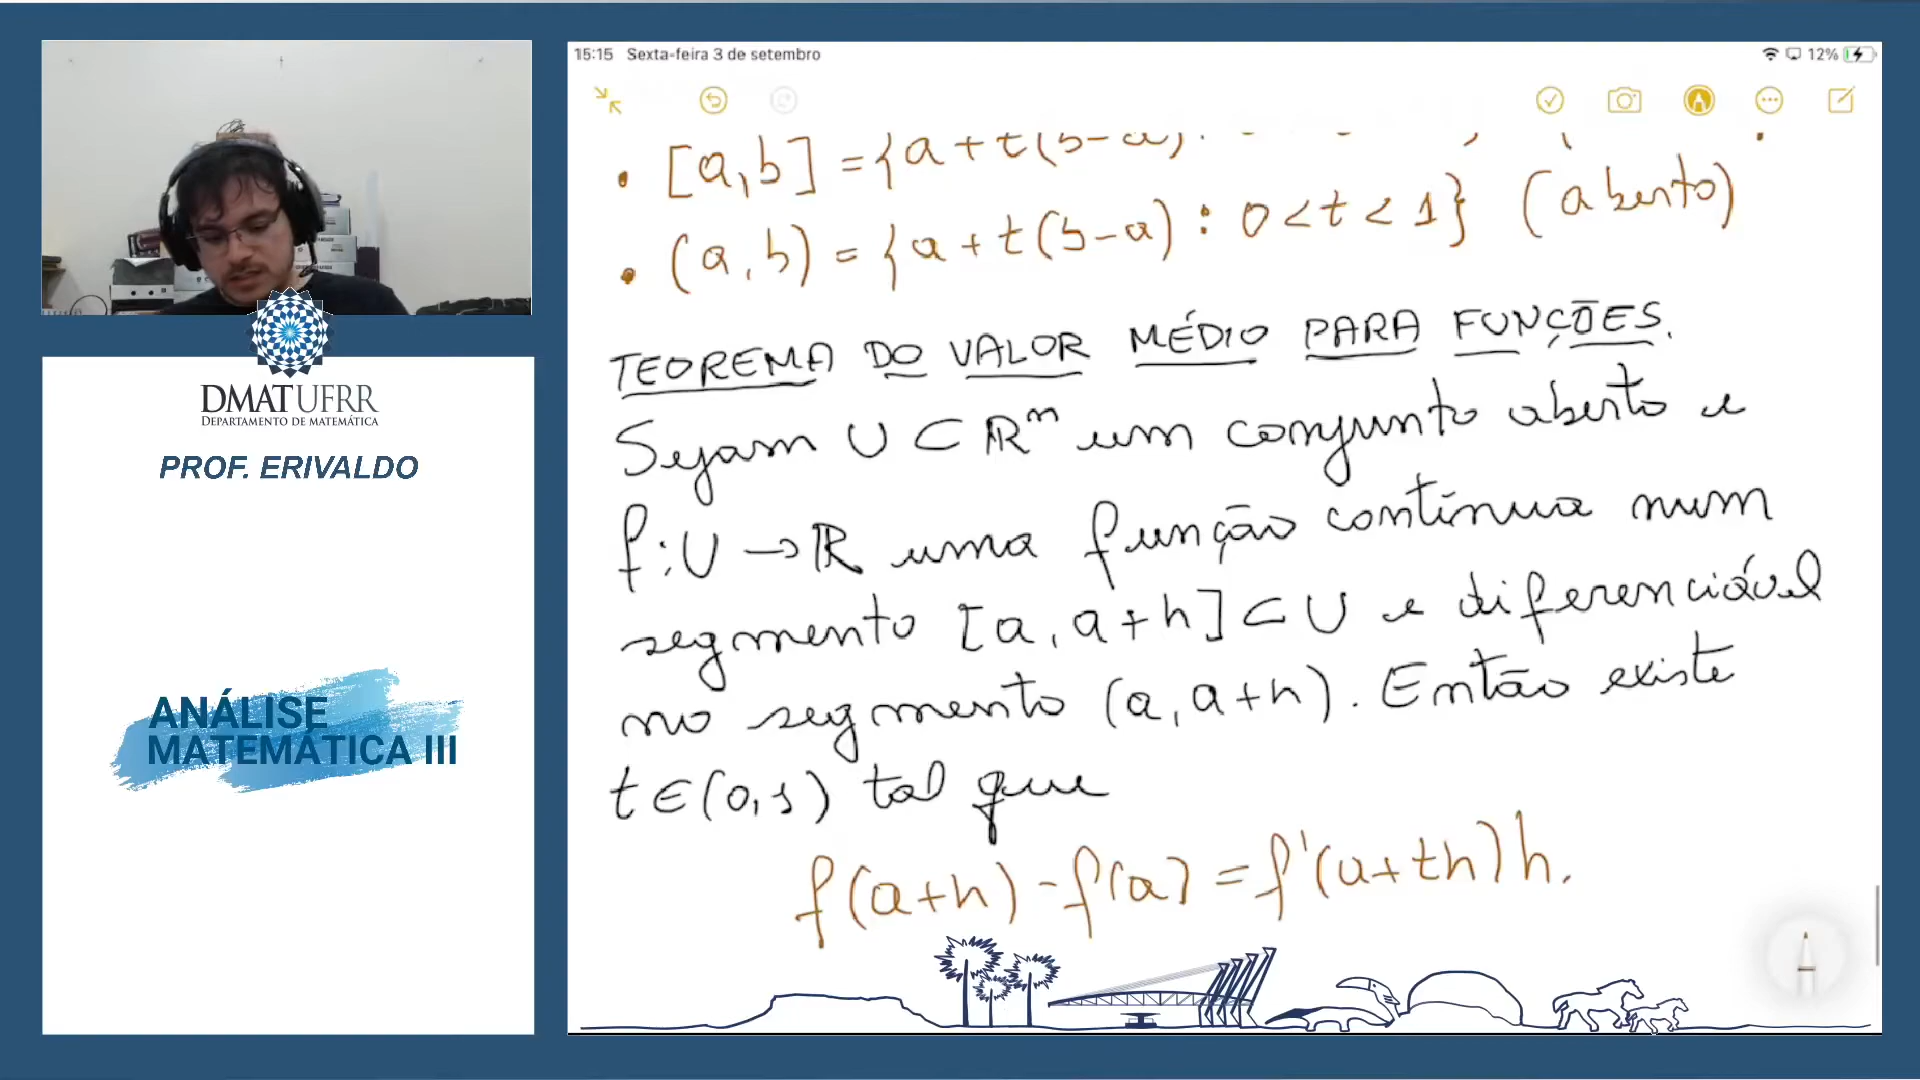 15:15 Sexta-feira 3 de setembro
12%
• [a,b] = {a+t(b-a) :
• (a,b) = {a+t(b-a) : 0<t<1} (aberto)
TEOREMA DO VALOR MÉDIO PARA FUNÇÕES.
Sejam U ⊂ ℝⁿ um conjunto aberto e
f: U → ℝ uma função contínua num
segmento [a, a+h] ⊂ U e diferenciável
no segmento (a, a+h). Então existe
t ∈ (0,1) tal que
f(a+h) - f(a) = f'(a+th)h.
DMATUFRR
DEPARTAMENTO DE MATEMÁTICA
PROF. ERIVALDO
ANÁLISE
MATEMÁTICA III